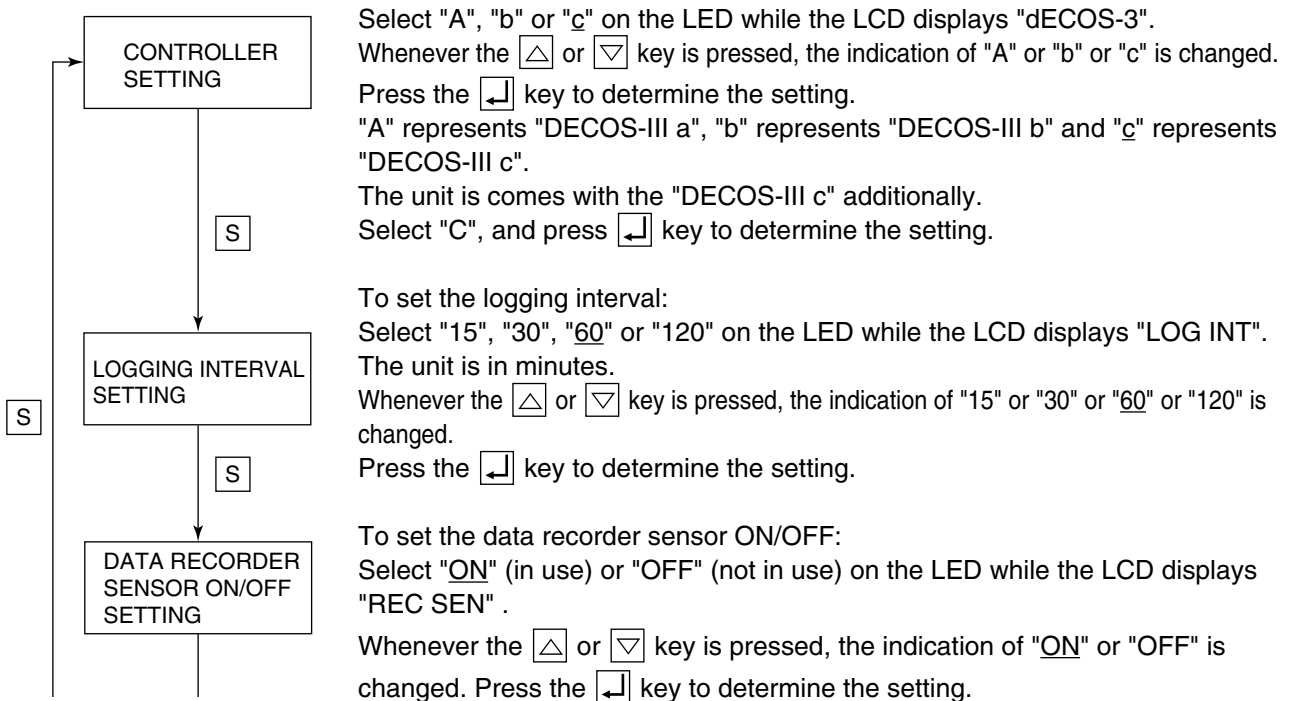 CONTROLLER
SETTING
Select "A", "b" or "c" on the LED while the LCD displays "dECOS-3".
Whenever the △ or ▽ key is pressed, the indication of "A" or "b" or "c" is changed.
Press the ↵ key to determine the setting.
"A" represents "DECOS-III a", "b" represents "DECOS-III b" and "c" represents
"DECOS-III c".
The unit is comes with the "DECOS-III c" additionally.
Select "C", and press ↵ key to determine the setting.
S
LOGGING INTERVAL
SETTING
To set the logging interval:
Select "15", "30", "60" or "120" on the LED while the LCD displays "LOG INT".
The unit is in minutes.
Whenever the △ or ▽ key is pressed, the indication of "15" or "30" or "60" or "120" is
changed.
Press the ↵ key to determine the setting.
S
S
DATA RECORDER
SENSOR ON/OFF
SETTING
To set the data recorder sensor ON/OFF:
Select "ON" (in use) or "OFF" (not in use) on the LED while the LCD displays
"REC SEN" .
Whenever the △ or ▽ key is pressed, the indication of "ON" or "OFF" is
changed. Press the ↵ key to determine the setting.